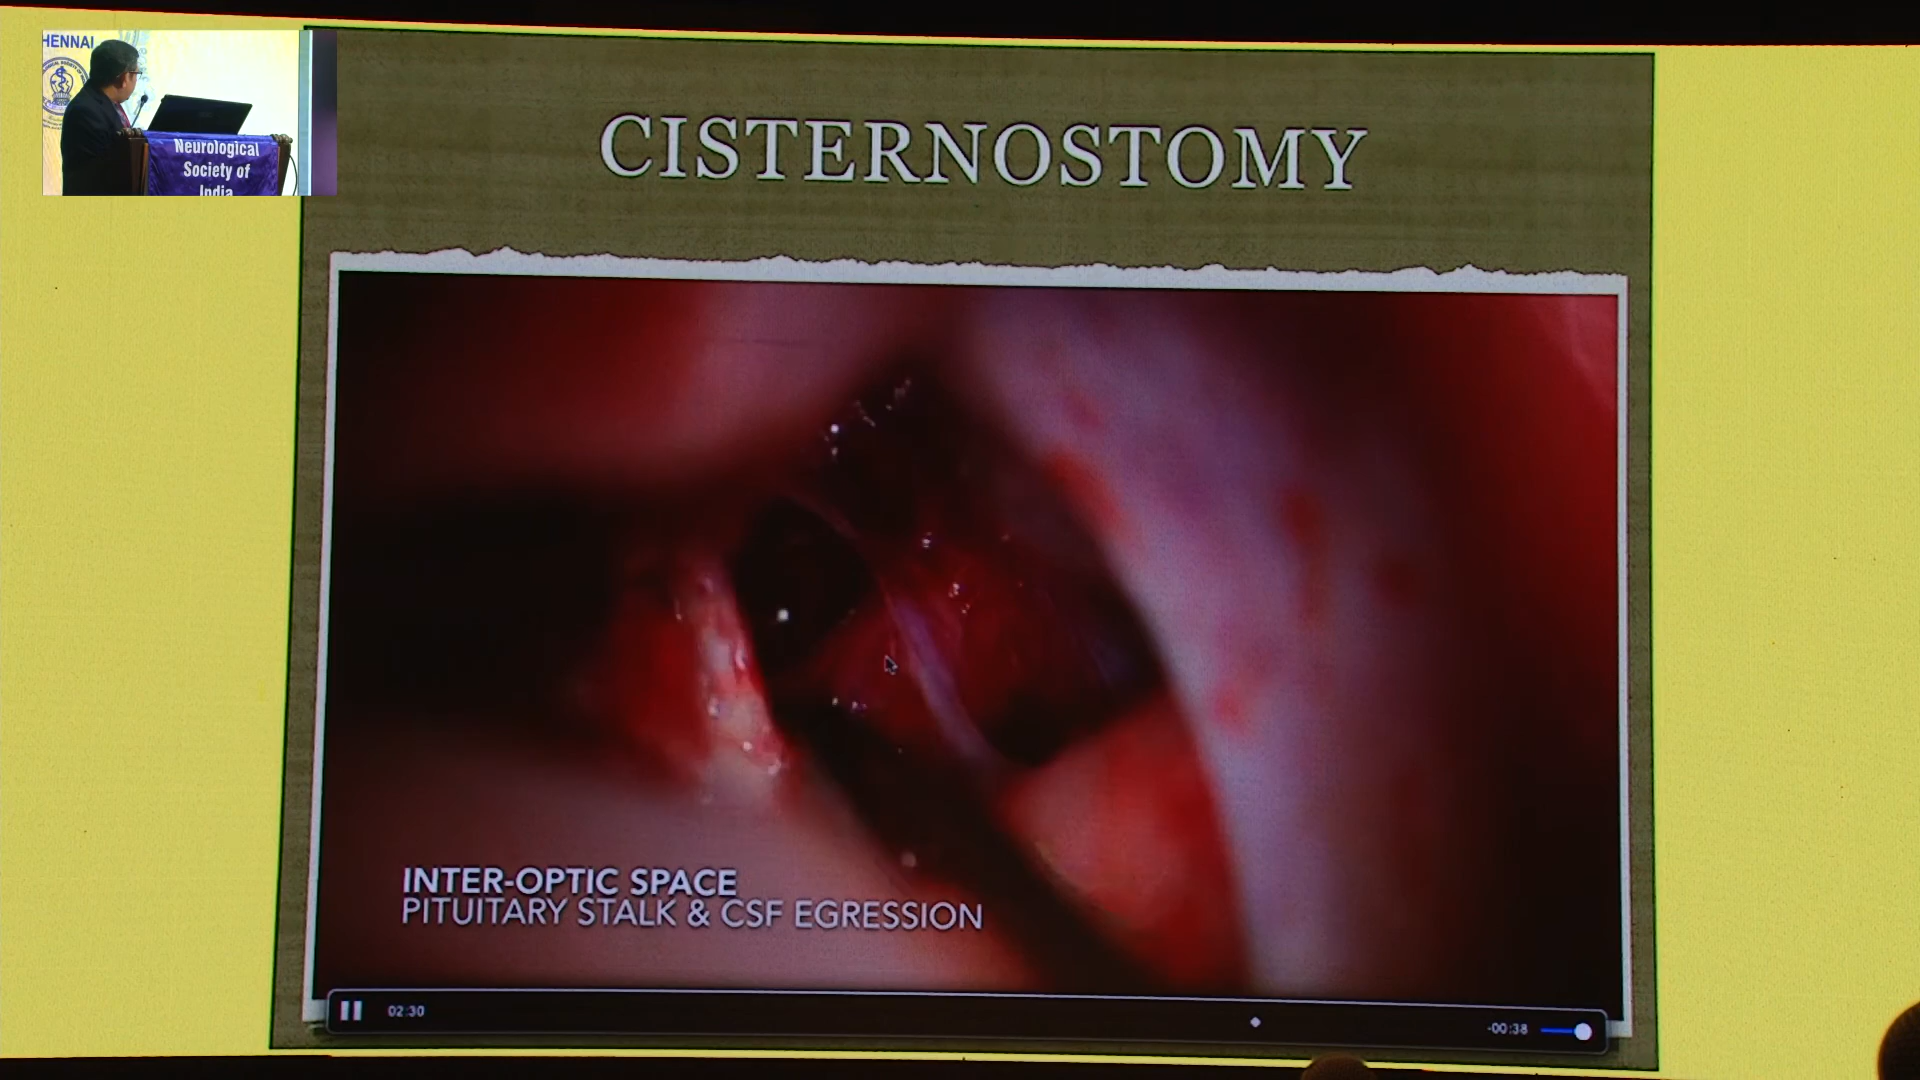 HENNAI
Neurological
Society of
India
CISTERNOSTOMY
INTER-OPTIC SPACE
PITUITARY STALK & CSF EGRESSION
02:30
-00:38